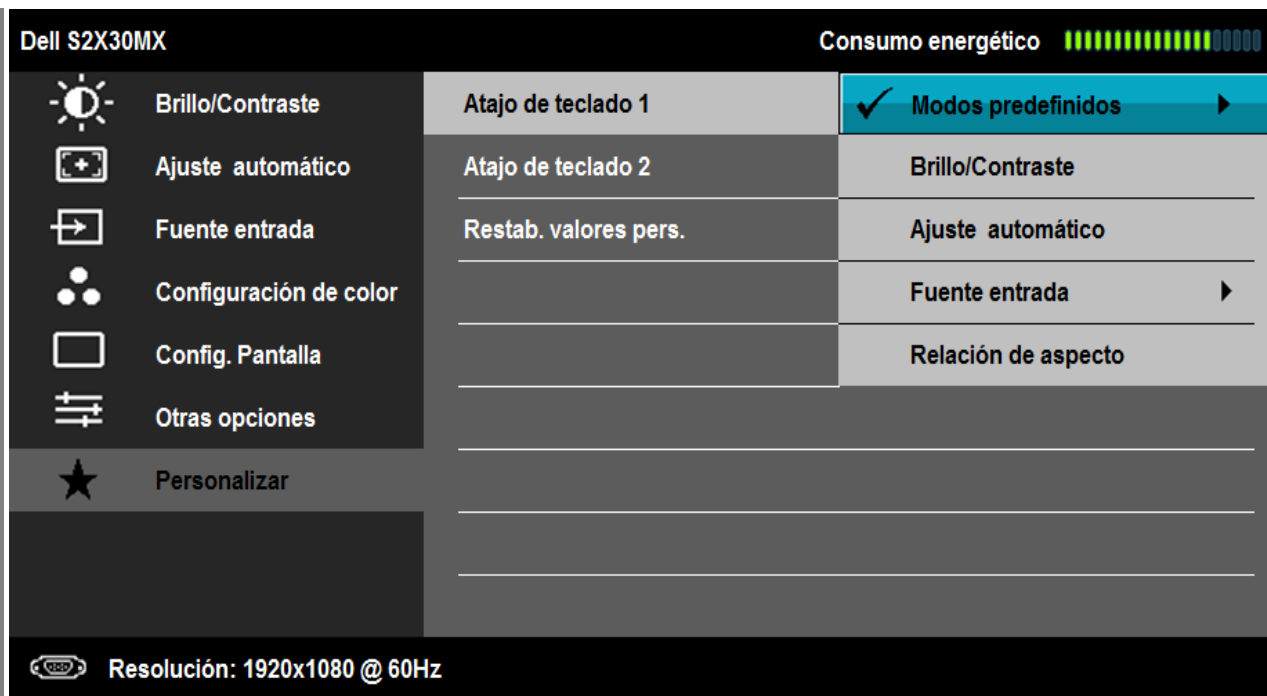 Dell S2X30MX Consumo energético
Brillo/Contraste Atajo de teclado 1 Modos predefinidos
Ajuste automático Atajo de teclado 2 Brillo/Contraste
Fuente entrada Restab. valores pers. Ajuste automático
Configuración de color Fuente entrada
Config. Pantalla Relación de aspecto
Otras opciones
Personalizar
Resolución: 1920x1080 @ 60Hz